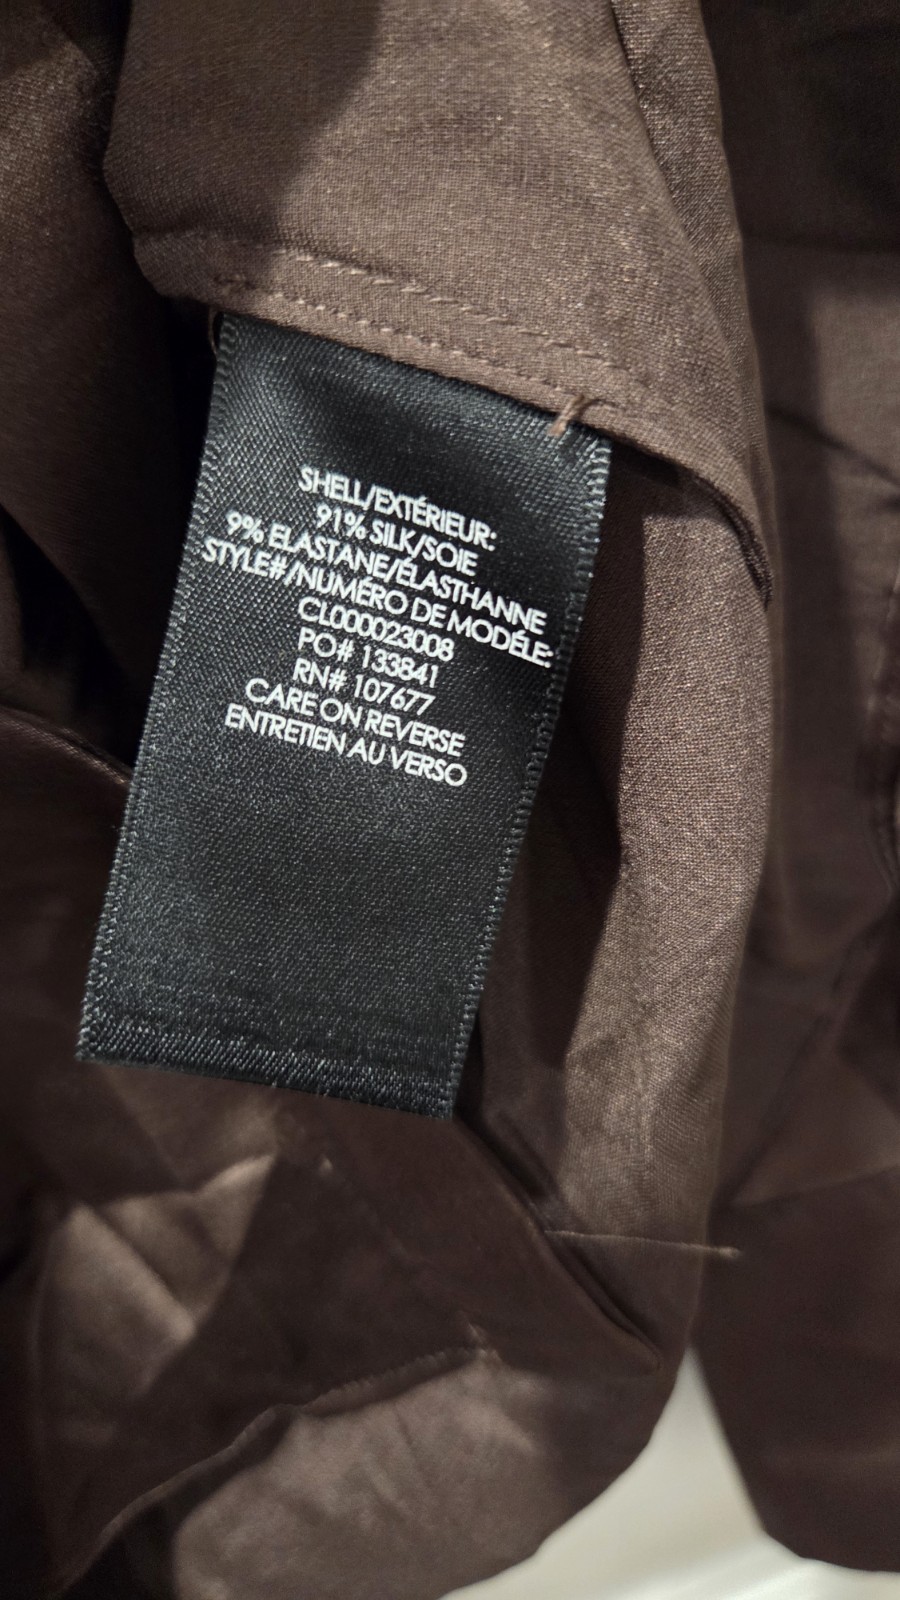 SHELL/EXTÉRIEUR:
91% SILK/SOIE
9% ELASTANE/ÉLASTHANNE
STYLE#/NUMÉRO DE MODÉLE:
CL000023008
PO# 133841
RN# 107677
CARE ON REVERSE
ENTRETIEN AU VERSO